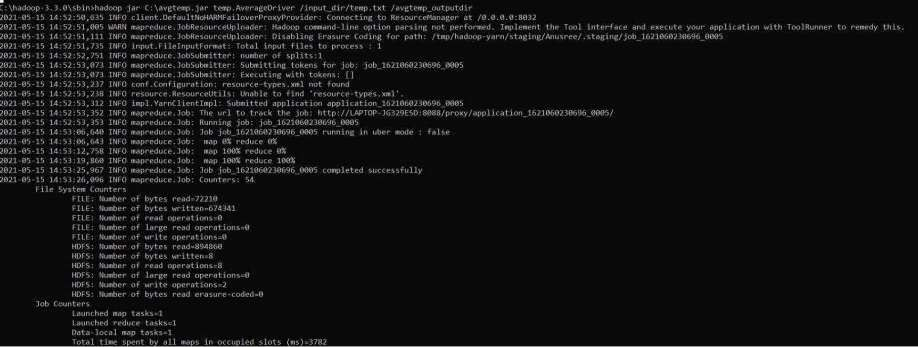 C:\hadoop-3.3.0\sbin>hadoop jar C:\avgtemp.jar temp.AverageDriver /input_dir/temp.txt /avgtemp_outputdir
2021-05-15 14:52:50,635 INFO client.DefaultNoHARMFailoverProxyProvider: Connecting to ResourceManager at /0.0.0.0:8032
2021-05-15 14:52:51,005 WARN mapreduce.JobResourceUploader: Hadoop command-line option parsing not performed. Implement the Tool interface and execute your application with ToolRunner to remedy this.
2021-05-15 14:52:51,111 INFO mapreduce.JobResourceUploader: Disabling Erasure Coding for path: /tmp/hadoop-yarn/staging/Anusree/.staging/job_1621060230696_0005
2021-05-15 14:52:51,735 INFO input.FileInputFormat: Total input files to process : 1
2021-05-15 14:52:52,751 INFO mapreduce.JobSubmitter: number of splits:1
2021-05-15 14:52:53,073 INFO mapreduce.JobSubmitter: Submitting tokens for job: job_1621060230696_0005
2021-05-15 14:52:53,073 INFO mapreduce.JobSubmitter: Executing with tokens: []
2021-05-15 14:52:53,237 INFO conf.Configuration: resource-types.xml not found
2021-05-15 14:52:53,238 INFO resource.ResourceUtils: Unable to find 'resource-types.xml'.
2021-05-15 14:52:53,312 INFO impl.YarnClientImpl: Submitted application application_1621060230696_0005
2021-05-15 14:52:53,352 INFO mapreduce.Job: The url to track the job: http://LAPTOP-JG329ESD:8088/proxy/application_1621060230696_0005/
2021-05-15 14:52:53,353 INFO mapreduce.Job: Running job: job_1621060230696_0005
2021-05-15 14:53:06,640 INFO mapreduce.Job: Job job_1621060230696_0005 running in uber mode : false
2021-05-15 14:53:06,643 INFO mapreduce.Job:  map 0% reduce 0%
2021-05-15 14:53:12,758 INFO mapreduce.Job:  map 100% reduce 0%
2021-05-15 14:53:19,860 INFO mapreduce.Job:  map 100% reduce 100%
2021-05-15 14:53:25,967 INFO mapreduce.Job: Job job_1621060230696_0005 completed successfully
2021-05-15 14:53:26,096 INFO mapreduce.Job: Counters: 54
File System Counters
FILE: Number of bytes read=72210
FILE: Number of bytes written=674341
FILE: Number of read operations=0
FILE: Number of large read operations=0
FILE: Number of write operations=0
HDFS: Number of bytes read=894860
HDFS: Number of bytes written=8
HDFS: Number of read operations=8
HDFS: Number of large read operations=0
HDFS: Number of write operations=2
HDFS: Number of bytes read erasure-coded=0
Job Counters
Launched map tasks=1
Launched reduce tasks=1
Data-local map tasks=1
Total time spent by all maps in occupied slots (ms)=3782